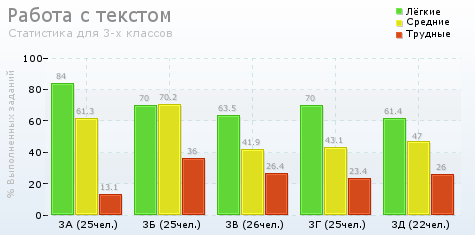 Работа с текстом
Статистика для 3-х классов
Лёгкие
Средние
Трудные
% Выполненных заданий
100
80
60
40
20
0
84
61,3
13.1
70
70.2
36
63.5
41,9
26.4
70
43.1
23.4
61.4
47
26
3А (25чел.)
3Б (25чел.)
3В (26чел.)
3Г (25чел.)
3Д (22чел.)